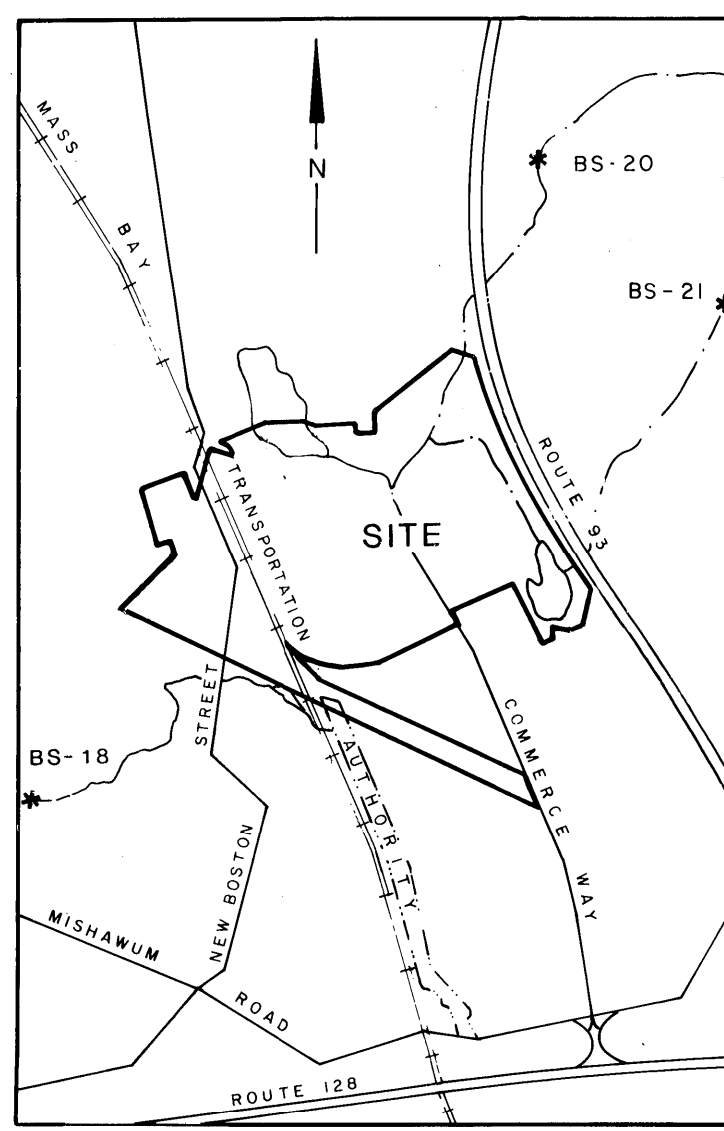 MASS BAY TRANSPORTATION AUTHORITY
N
BS-20
BS-21
ROUTE 93
SITE
STREET
BS-18
COMMERCE WAY
NEW BOSTON
MISHAWUM ROAD
ROUTE 128